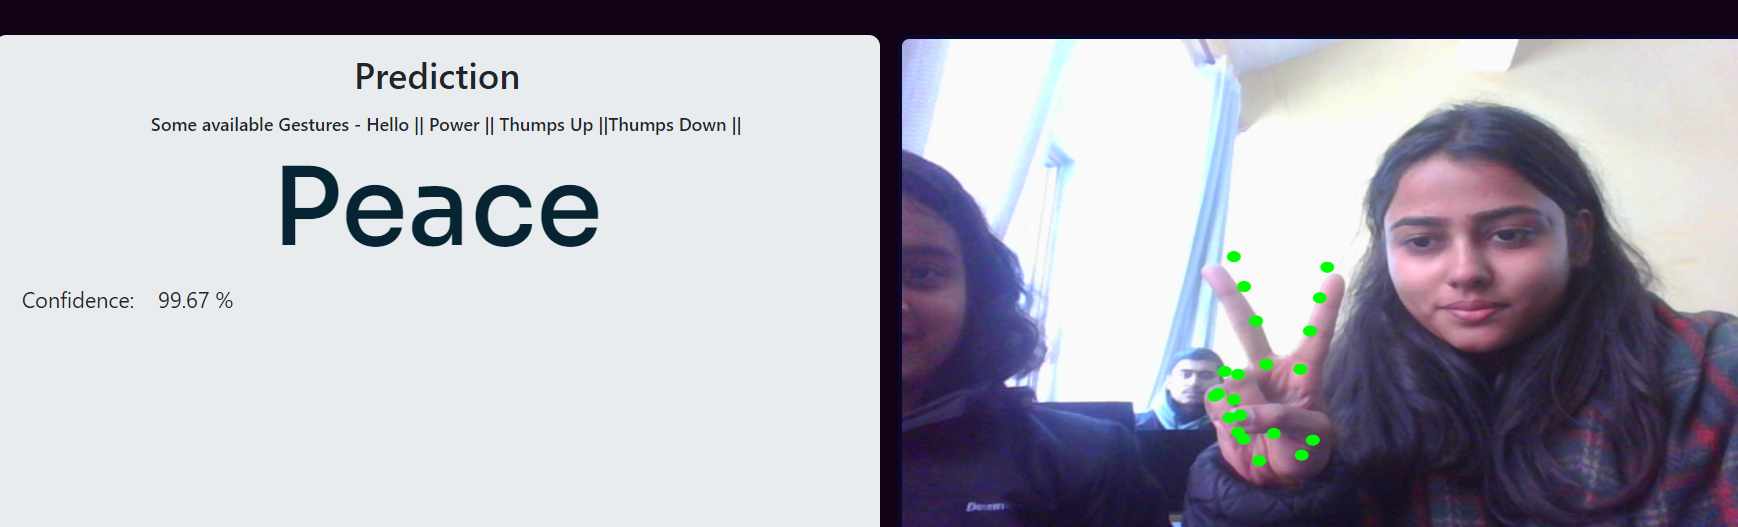 Prediction
Some available Gestures - Hello || Power || Thumps Up ||Thumps Down ||
Peace
Confidence: 99.67 %